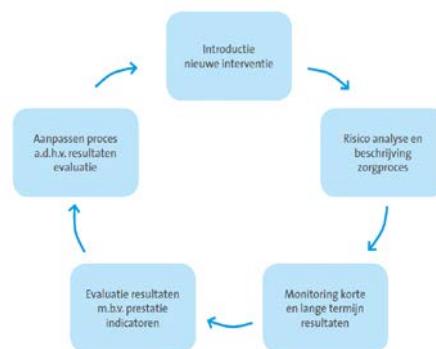 Introductie
nieuwe interventie
Risico analyse en
beschrijving
zorgproces
Monitoring korte
en lange termijn
resultaten
Evaluatie resultaten
m.b.v. prestatie
indicatoren
Aanpassen proces
a.d.h.v. resultaten
evaluatie